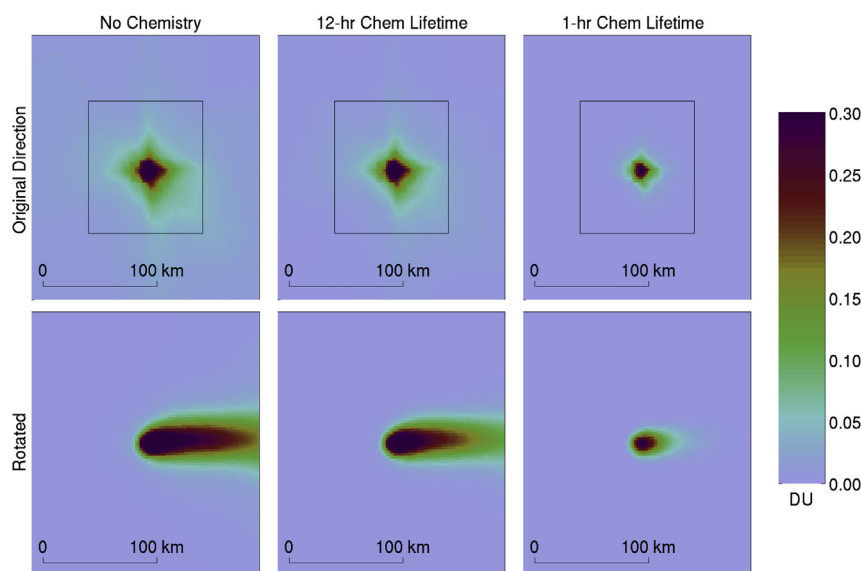 No Chemistry 12-hr Chem Lifetime 1-hr Chem Lifetime
Original Direction
0 100 km 0 100 km 0 100 km
Rotated
0 100 km 0 100 km 0 100 km
0.30
0.25
0.20
0.15
0.10
0.05
0.00
DU